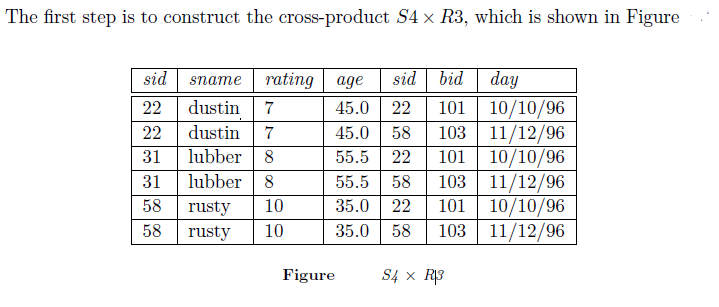 The first step is to construct the cross-product S4 × R3, which is shown in Figure
sid sname rating age sid bid day
22 dustin 7 45.0 22 101 10/10/96
22 dustin 7 45.0 58 103 11/12/96
31 lubber 8 55.5 22 101 10/10/96
31 lubber 8 55.5 58 103 11/12/96
58 rusty 10 35.0 22 101 10/10/96
58 rusty 10 35.0 58 103 11/12/96
Figure S4 × R3